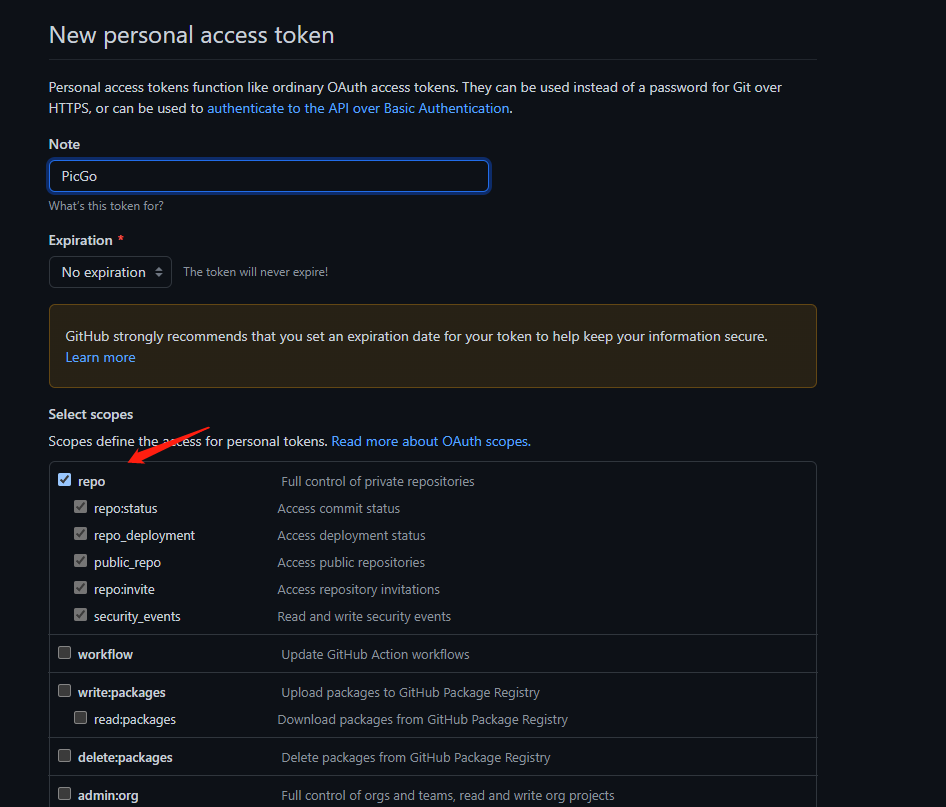 New personal access token
Personal access tokens function like ordinary OAuth access tokens. They can be used instead of a password for Git over
HTTPS, or can be used to authenticate to the API over Basic Authentication.
Note
PicGo
What's this token for?
Expiration *
No expiration The token will never expire!
GitHub strongly recommends that you set an expiration date for your token to help keep your information secure.
Learn more
Select scopes
Scopes define the access for personal tokens. Read more about OAuth scopes.
repo Full control of private repositories
repo:status Access commit status
repo_deployment Access deployment status
public_repo Access public repositories
repo:invite Access repository invitations
security_events Read and write security events
workflow Update GitHub Action workflows
write:packages Upload packages to GitHub Package Registry
read:packages Download packages from GitHub Package Registry
delete:packages Delete packages from GitHub Package Registry
admin:org Full control of orgs and teams, read and write org projects